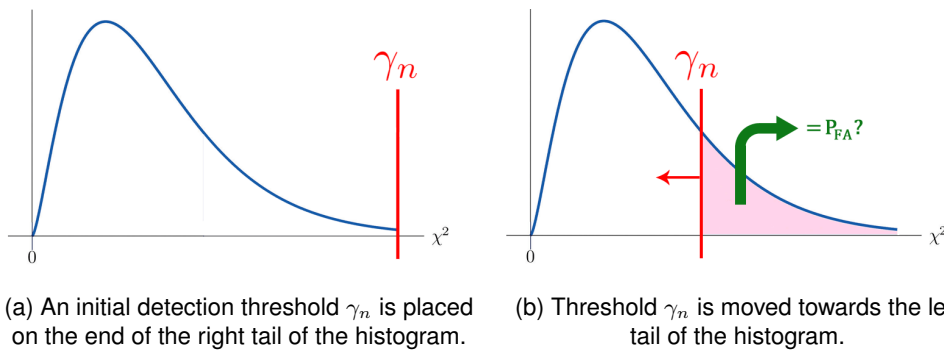 γn
χ²
0
(a) An initial detection threshold γn is placed
on the end of the right tail of the histogram.
γn
= PFA?
χ²
0
(b) Threshold γn is moved towards the le
tail of the histogram.